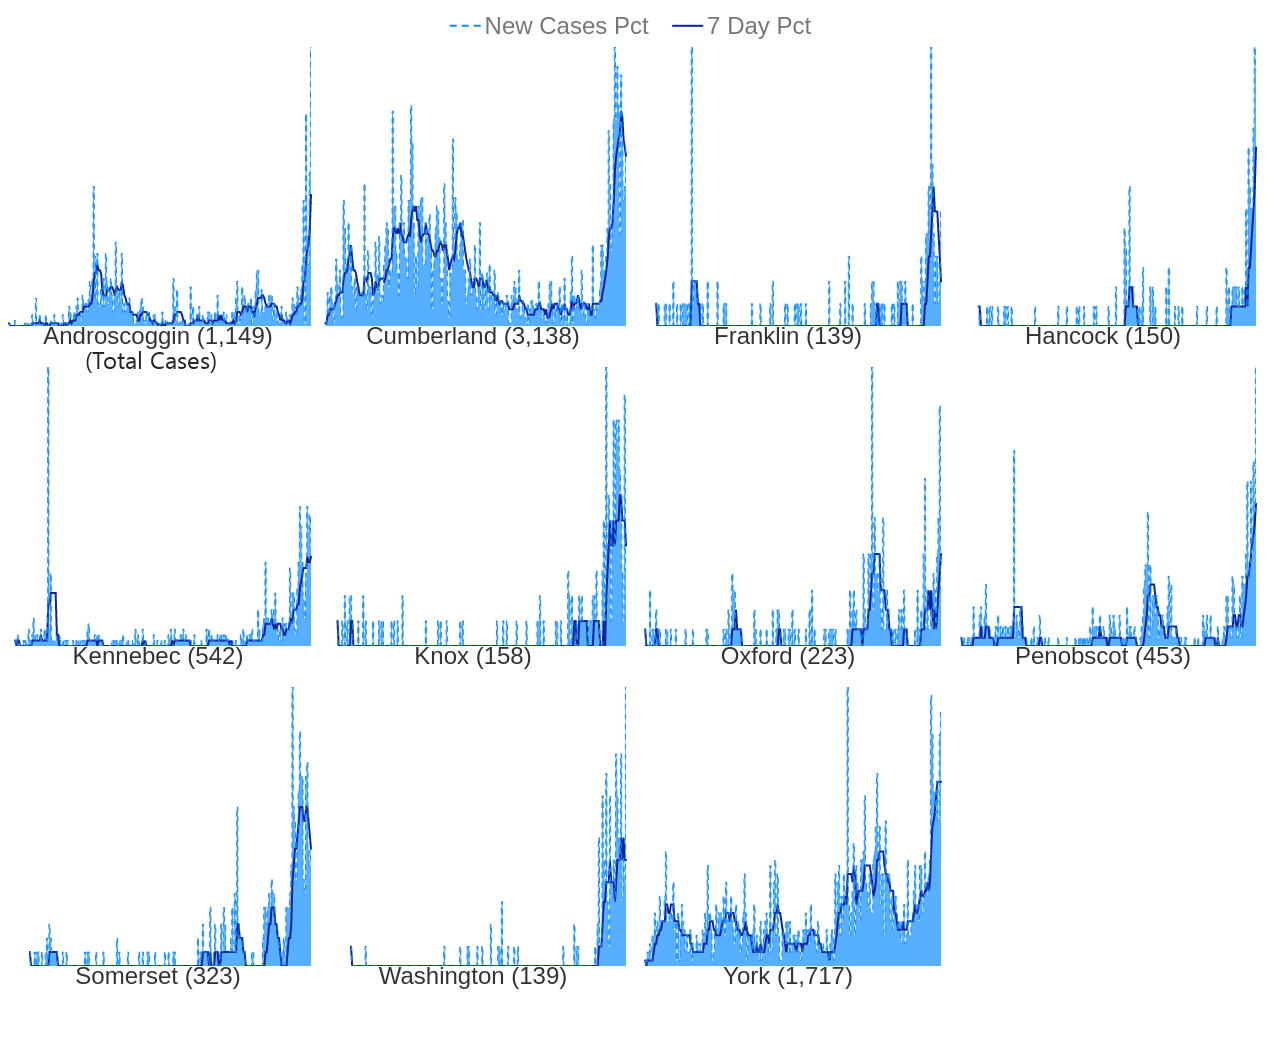 New Cases Pct 7 Day Pct
Androscoggin (1,149) Cumberland (3,138) Franklin (139) Hancock (150)
(Total Cases)
Kennebec (542) Knox (158) Oxford (223) Penobscot (453)
Somerset (323) Washington (139) York (1,717)